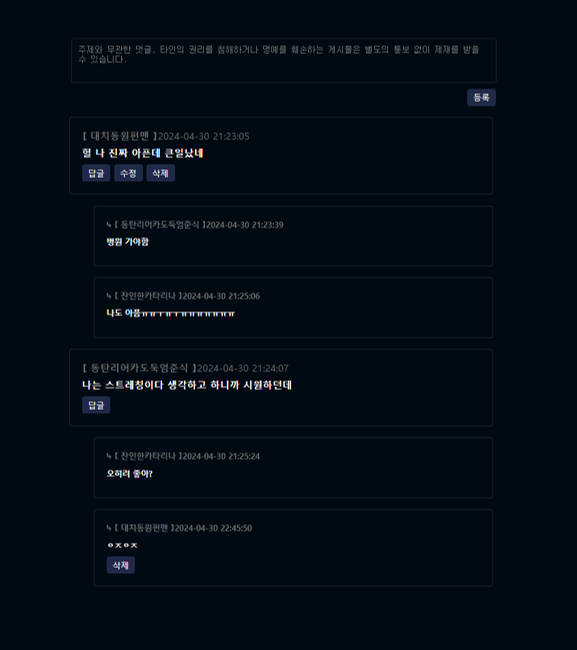 주제와 무관한 댓글, 타인의 권리를 침해하거나 명예를 훼손하는 게시물은 별도의 통보 없이 제재를 받을
수 있습니다.
등록
【 대치동원펀맨 】2024-04-30 21:23:05
헐 나 진짜 아픈데 큰일났네
답글 수정 삭제
↳【 동탄리어카도둑엄준식 】2024-04-30 21:23:39
병원 가야함
↳【 잔인한카타리나 】2024-04-30 21:25:06
나도 아픔ㅠㅠㅜㅠㅜㅠㅠㅠㅠㅠㅠ
【 동탄리어카도둑엄준식 】2024-04-30 21:24:07
나는 스트레칭이다 생각하고 하니까 시원하던데
답글
↳【 잔인한카타리나 】2024-04-30 21:25:24
오히려 좋아?
↳【 대치동원펀맨 】2024-04-30 22:45:50
ㅇㅈㅇㅈ
삭제